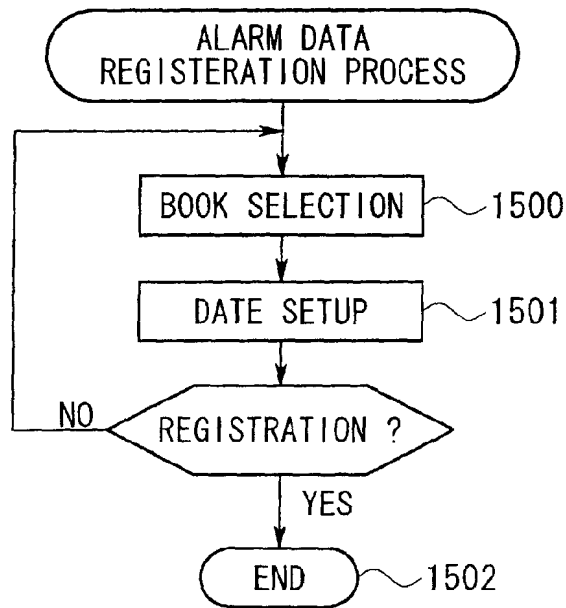 ALARM DATA
REGISTERATION PROCESS
BOOK SELECTION
1500
DATE SETUP
1501
NO
REGISTRATION ?
YES
END
1502